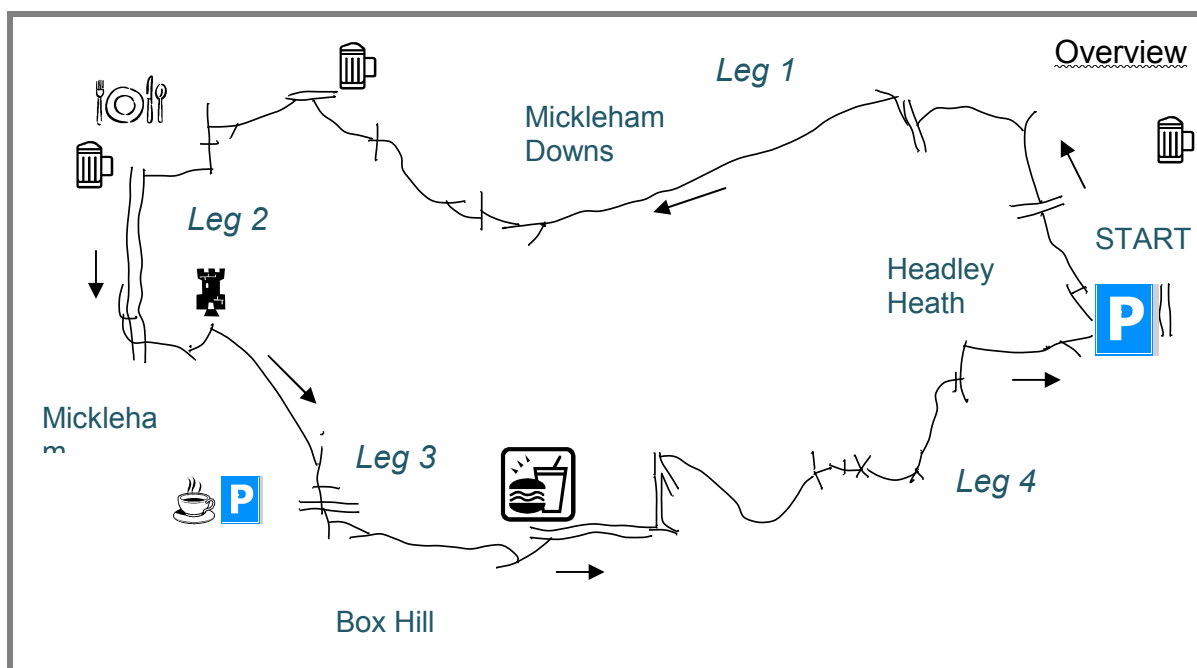 Overview
Leg 1
Mickleham
Downs
START
Leg 2
Headley
Heath
P
Mickleha
m
Leg 3
P
Leg 4
Box Hill